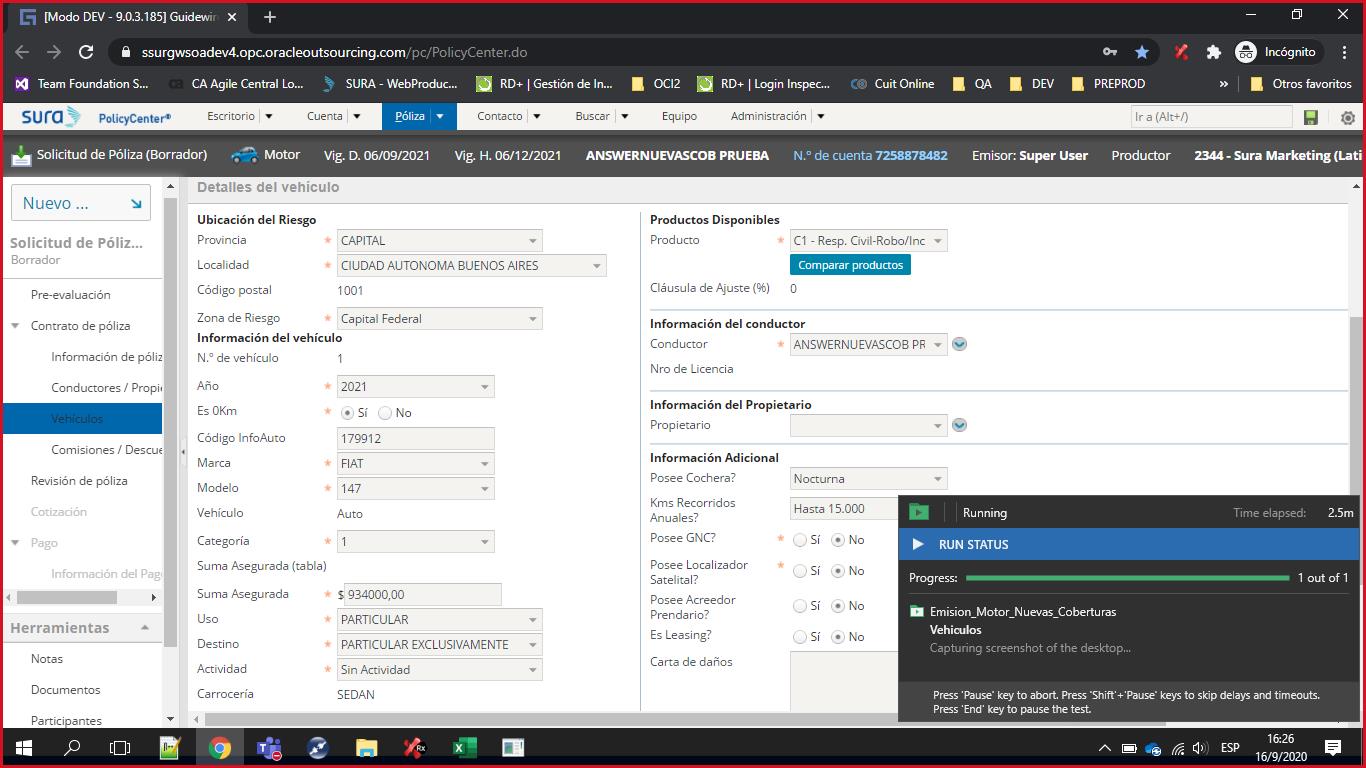 [Modo DEV - 9.0.3.185] Guidewir
ssurgwsoadev4.opc.oracleoutsourcing.com/pc/PolicyCenter.do
Incógnito
Team Foundation S...
CA Agile Central Lo...
SURA - WebProduc...
RD+ | Gestión de In...
OCI2
RD+ | Login Inspec...
Cuit Online
QA
DEV
PREPROD
»
Otros favoritos
sura PolicyCenter®
Escritorio
Cuenta
Póliza
Contacto
Buscar
Equipo
Administración
Ir a (Alt+/)
Solicitud de Póliza (Borrador)
Motor
Vig. D. 06/09/2021
Vig. H. 06/12/2021
ANSWERNUEVASCOB PRUEBA
N.° de cuenta 7258878482
Emisor: Super User
Productor
2344 - Sura Marketing (Lati
Nuevo ...
Solicitud de Póliz...
Borrador
Pre-evaluación
Contrato de póliza
Información de póliz
Conductores / Propi
Vehículos
Comisiones / Descue
Revisión de póliza
Cotización
Pago
Información del Pag
Herramientas
Notas
Documentos
Participantes
Detalles del vehículo
Ubicación del Riesgo
Provincia * CAPITAL
Localidad * CIUDAD AUTONOMA BUENOS AIRES
Código postal 1001
Zona de Riesgo * Capital Federal
Información del vehículo
N.° de vehículo 1
Año * 2021
Es 0Km * Sí No
Código InfoAuto 179912
Marca * FIAT
Modelo * 147
Vehículo Auto
Categoría * 1
Suma Asegurada (tabla)
Suma Asegurada * $ 934000,00
Uso * PARTICULAR
Destino * PARTICULAR EXCLUSIVAMENTE
Actividad * Sin Actividad
Carrocería SEDAN
Productos Disponibles
Producto * C1 - Resp. Civil-Robo/Inc
Comparar productos
Cláusula de Ajuste (%) 0
Información del conductor
Conductor * ANSWERNUEVASCOB PR
Nro de Licencia
Información del Propietario
Propietario
Información Adicional
Posee Cochera? Nocturna
Kms Recorridos
Anuales? Hasta 15.000
Posee GNC? * Sí No
Posee Localizador
Satelital? * Sí No
Posee Acreedor
Prendario? Sí No
Es Leasing? Sí No
Carta de daños
Running
Time elapsed: 2.5m
RUN STATUS
Progress: 1 out of 1
Emision_Motor_Nuevas_Coberturas
Vehiculos
Capturing screenshot of the desktop...
Press 'Pause' key to abort. Press 'Shift'+'Pause' keys to skip delays and timeouts.
Press 'End' key to pause the test.
ESP
16:26
16/9/2020